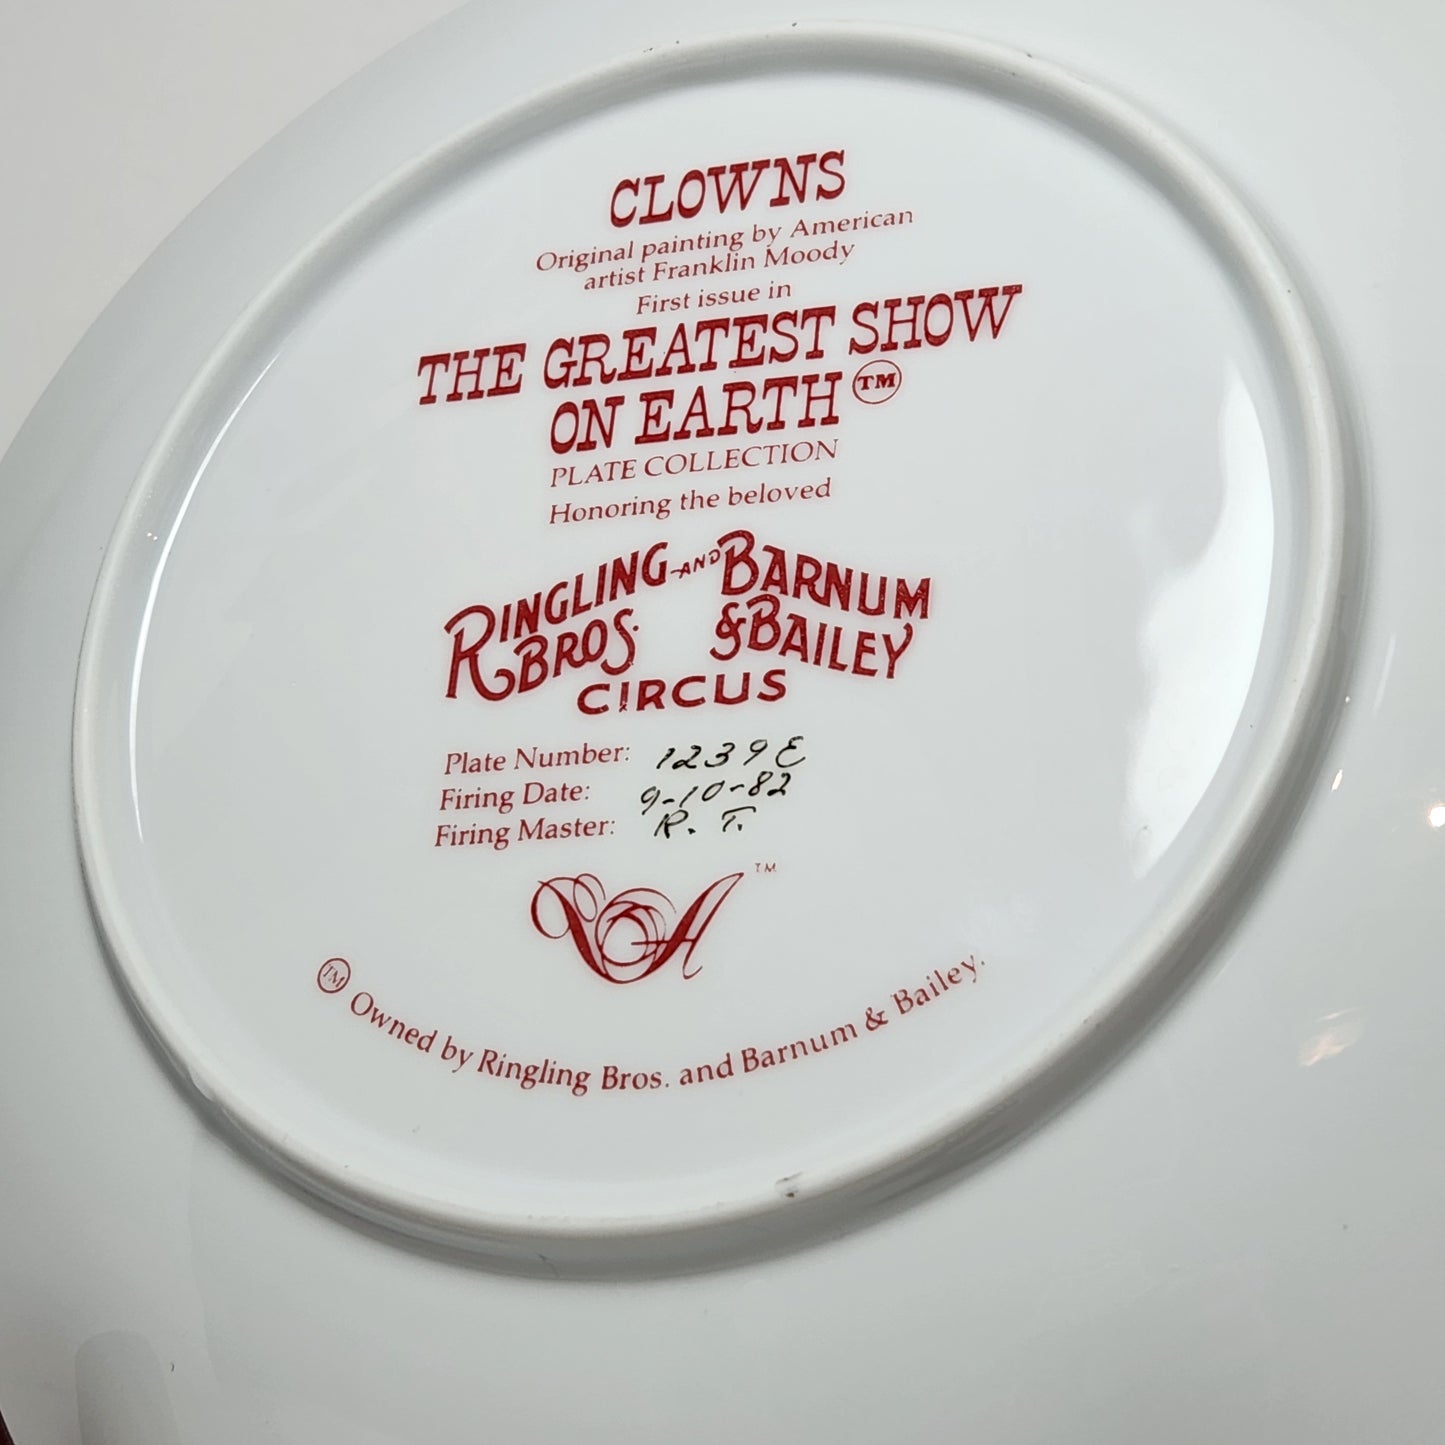 CLOWNS
Original painting by American
artist Franklin Moody
First issue in
THE GREATEST SHOW
ON EARTH TM
PLATE COLLECTION
Honoring the beloved
RINGLING AND BARNUM
BROS. & BAILEY
CIRCUS
Plate Number: 1239E
Firing Date: 9-10-82
Firing Master: R. T.
TM
TM Owned by Ringling Bros. and Barnum & Bailey.